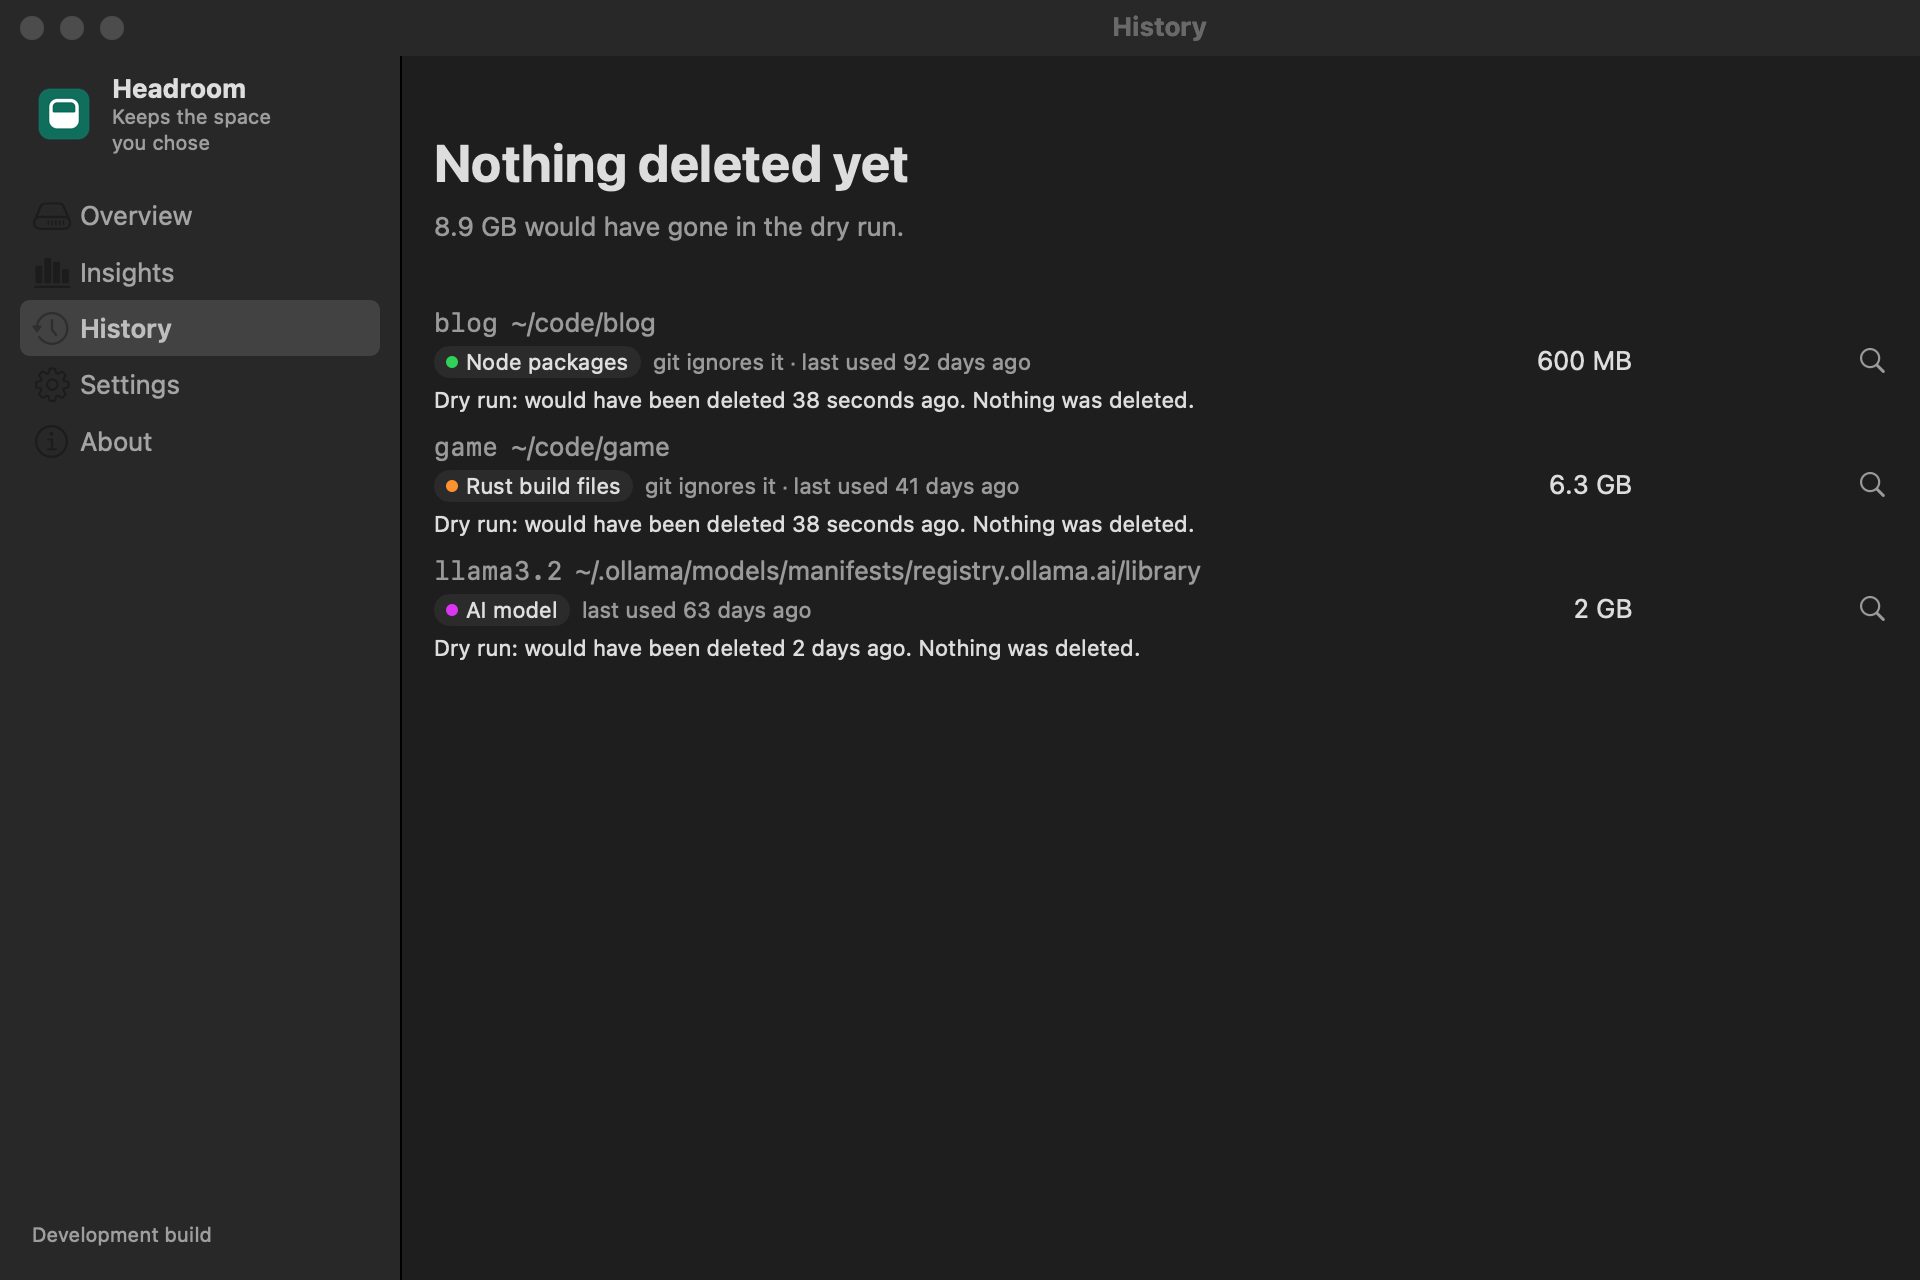 History
Headroom
Keeps the space
you chose
Overview
Insights
History
Settings
About
Development build
Nothing deleted yet
8.9 GB would have gone in the dry run.
blog ~/code/blog
Node packages git ignores it · last used 92 days ago 600 MB
Dry run: would have been deleted 38 seconds ago. Nothing was deleted.
game ~/code/game
Rust build files git ignores it · last used 41 days ago 6.3 GB
Dry run: would have been deleted 38 seconds ago. Nothing was deleted.
llama3.2 ~/.ollama/models/manifests/registry.ollama.ai/library
AI model last used 63 days ago 2 GB
Dry run: would have been deleted 2 days ago. Nothing was deleted.